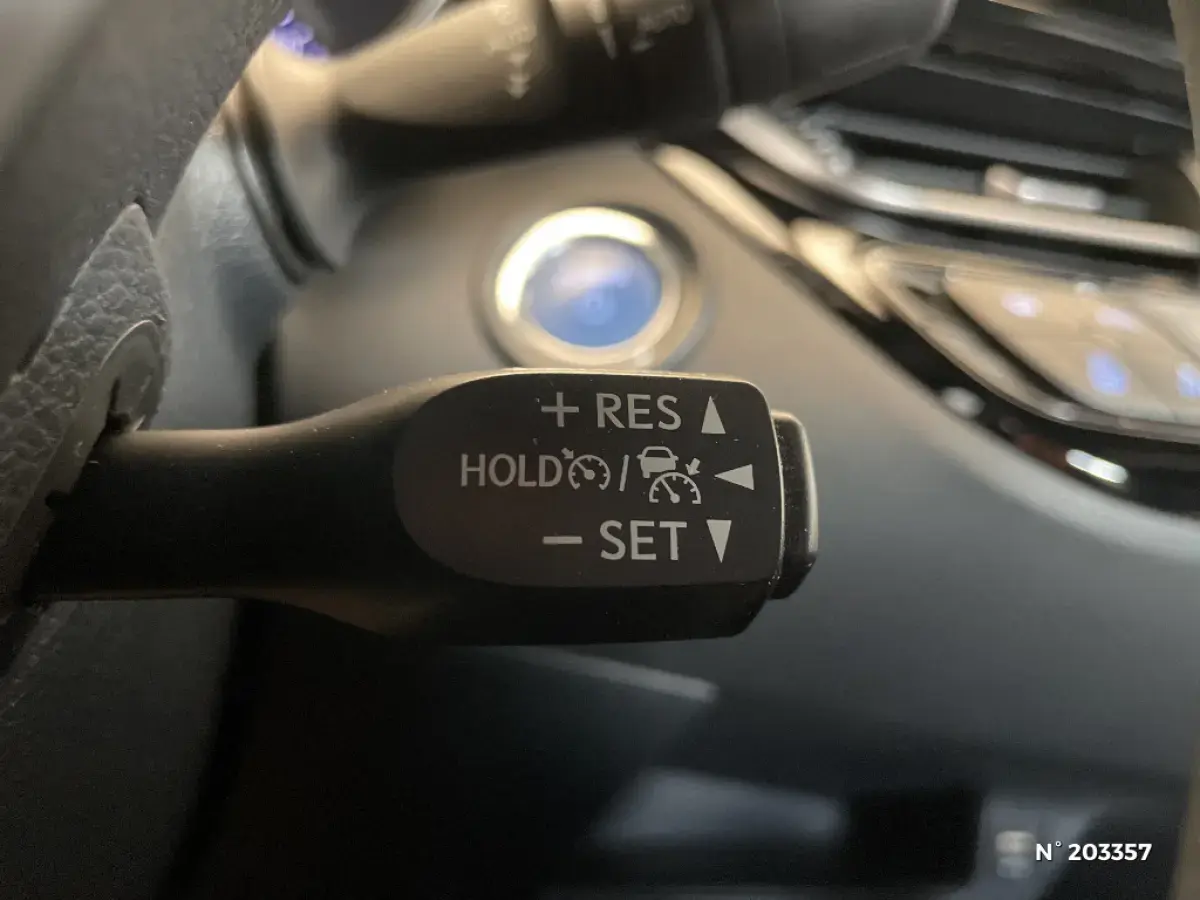 + RES ▲
HOLD / ◀
− SET ▼
N° 203357